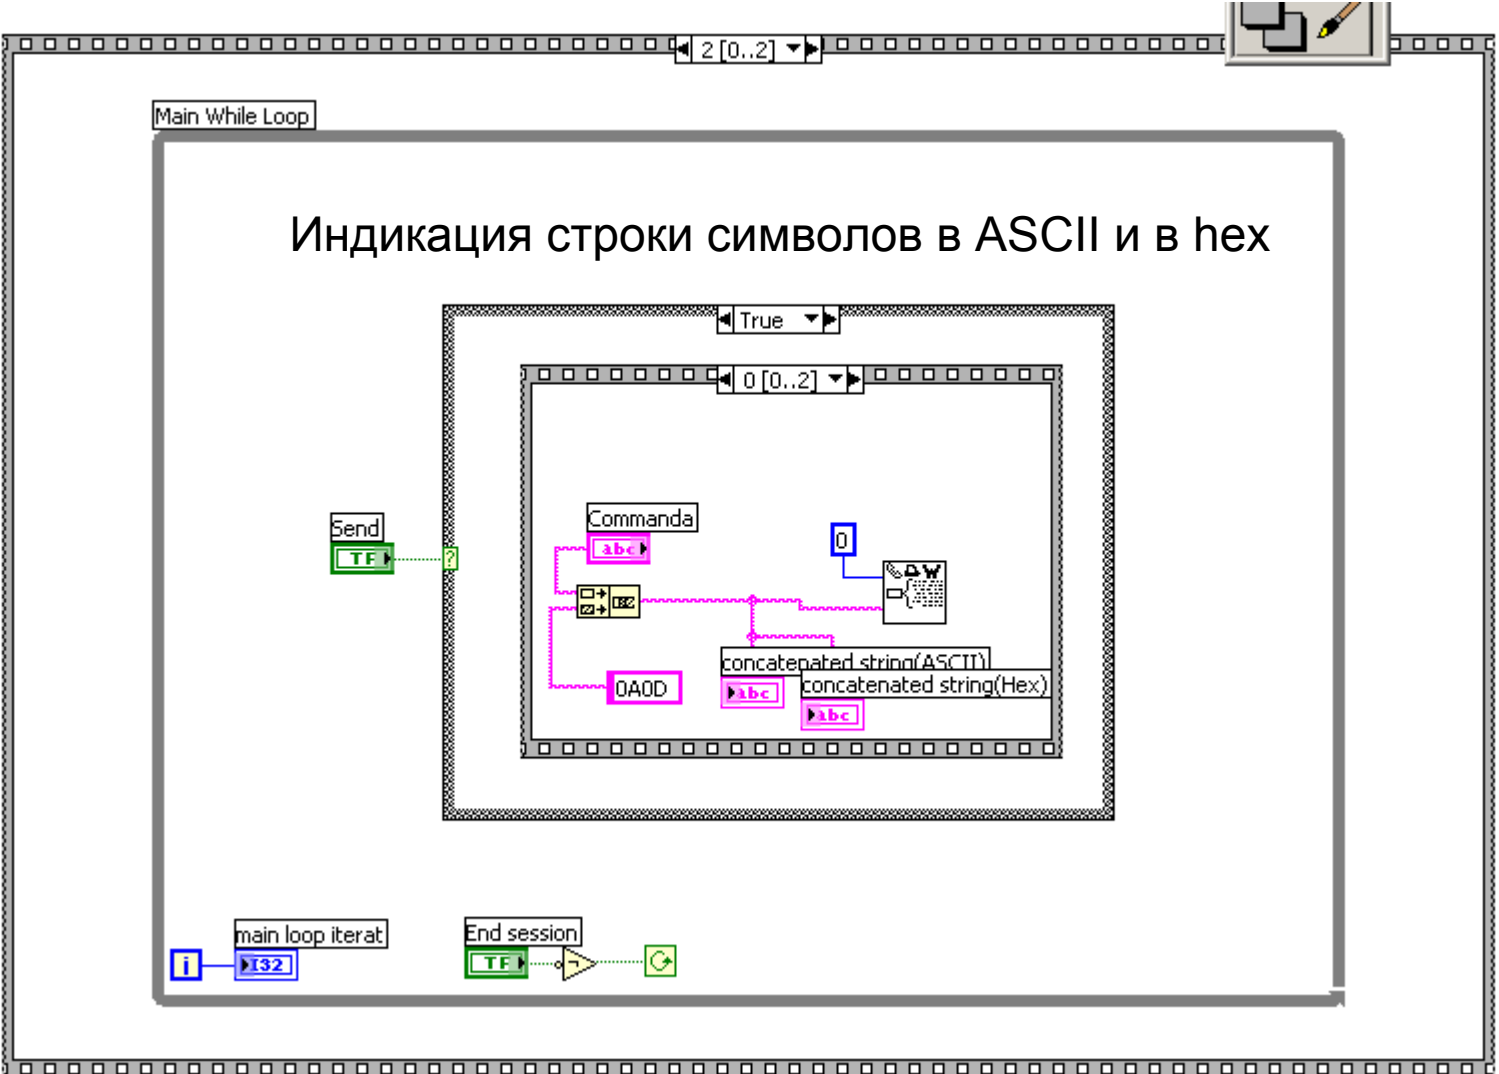 2 [0..2]
Main While Loop
Индикация строки символов в ASCII и в hex
True
0 [0..2]
Commanda
Send
abc
0
TF
?
concatenated string(ASCII)
0A0D
abc
concatenated string(Hex)
abc
main loop iterat
End session
i
I32
TF